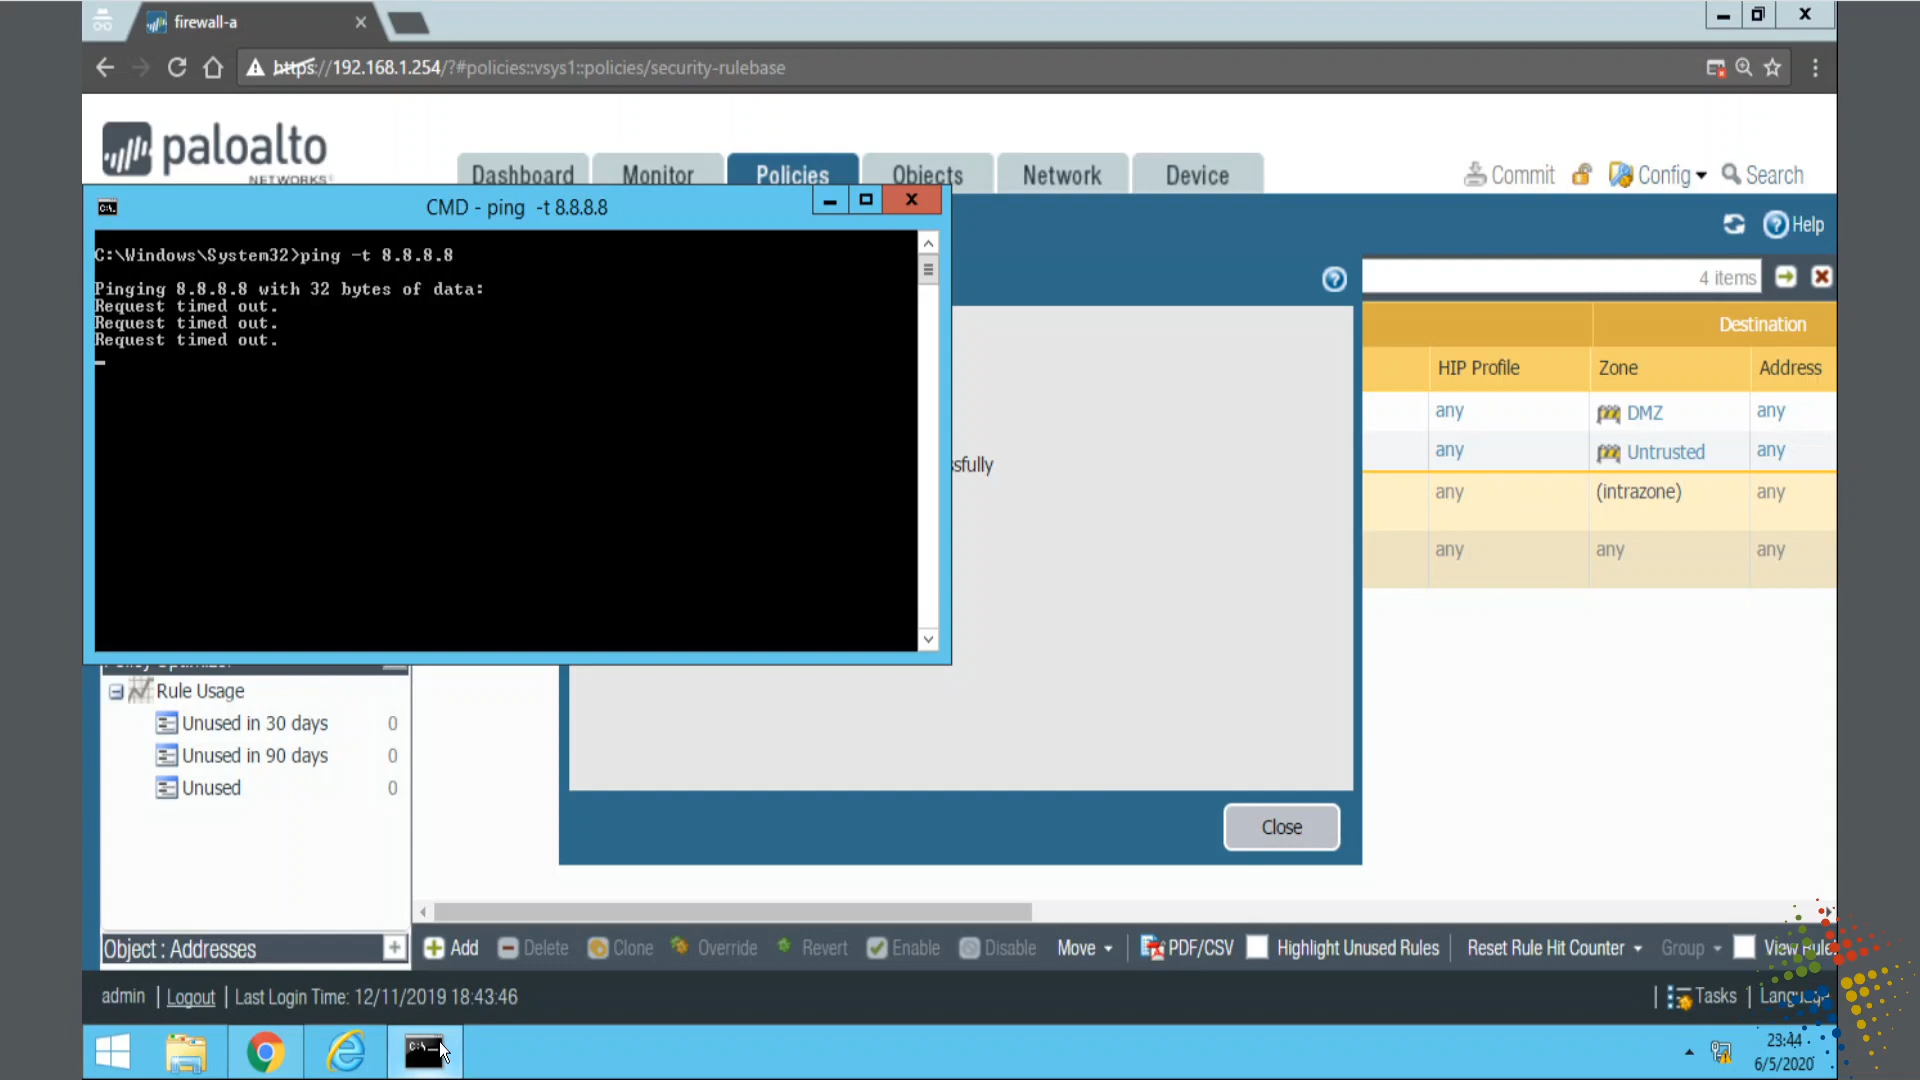 firewall-a
https://192.168.1.254/?#policies::vsys1::policies/security-rulebase
paloalto
NETWORKS
Dashboard
Monitor
Policies
Objects
Network
Device
Commit
Config
Search
CMD - ping -t 8.8.8.8
Help
C:\Windows\System32>ping -t 8.8.8.8
Pinging 8.8.8.8 with 32 bytes of data:
Request timed out.
Request timed out.
Request timed out.
4 items
Destination
HIP Profile
Zone
Address
any
DMZ
any
any
Untrusted
any
any
(intrazone)
any
any
any
any
sfully
Rule Usage
Unused in 30 days 0
Unused in 90 days 0
Unused 0
Close
Object : Addresses
Add
Delete
Clone
Override
Revert
Enable
Disable
Move
PDF/CSV
Highlight Unused Rules
Reset Rule Hit Counter
Group
View Rule
admin | Logout | Last Login Time: 12/11/2019 18:43:46
Tasks | Language
23:44
6/5/2020